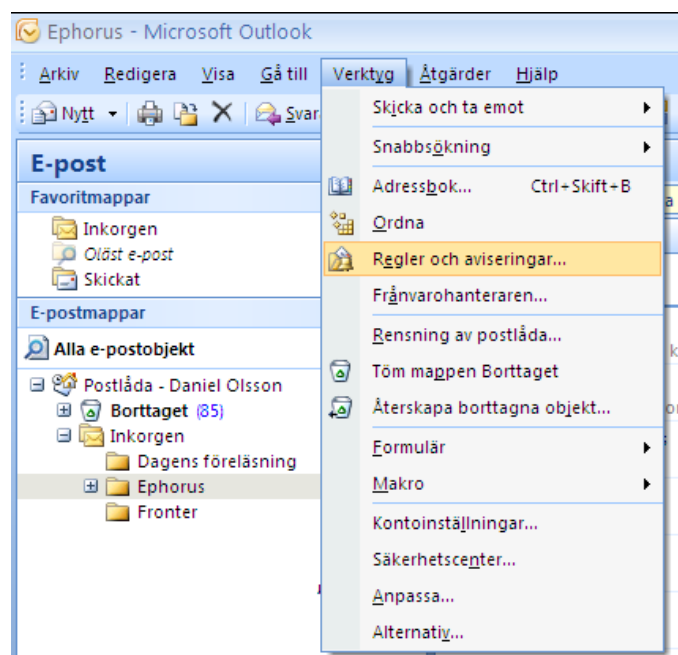 Ephorus - Microsoft Outlook
Arkiv Redigera Visa Gå till Verktyg Åtgärder Hjälp
Nytt Svar
E-post
Favoritmappar
Inkorgen
Oläst e-post
Skickat
E-postmappar
Alla e-postobjekt
Postlåda - Daniel Olsson
Borttaget (85)
Inkorgen
Dagens föreläsning
Ephorus
Fronter
Skicka och ta emot
Snabbsökning
Adressbok... Ctrl+Skift+B
Ordna
Regler och aviseringar...
Frånvarohanteraren...
Rensning av postlåda...
Töm mappen Borttaget
Återskapa borttagna objekt...
Formulär
Makro
Kontoinställningar...
Säkerhetscenter...
Anpassa...
Alternativ...